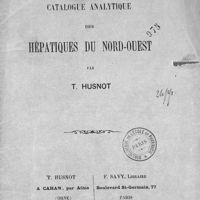 CATALOGUE ANALYTIQUE
DES
HÉPATIQUES DU NORD-OUEST
PAR
T. HUSNOT
T. HUSNOT
A CAHAN, par Athis
(ORNE)
F. SAVY, LIBRAIRE
Boulevard St-Germain, 77
PARIS